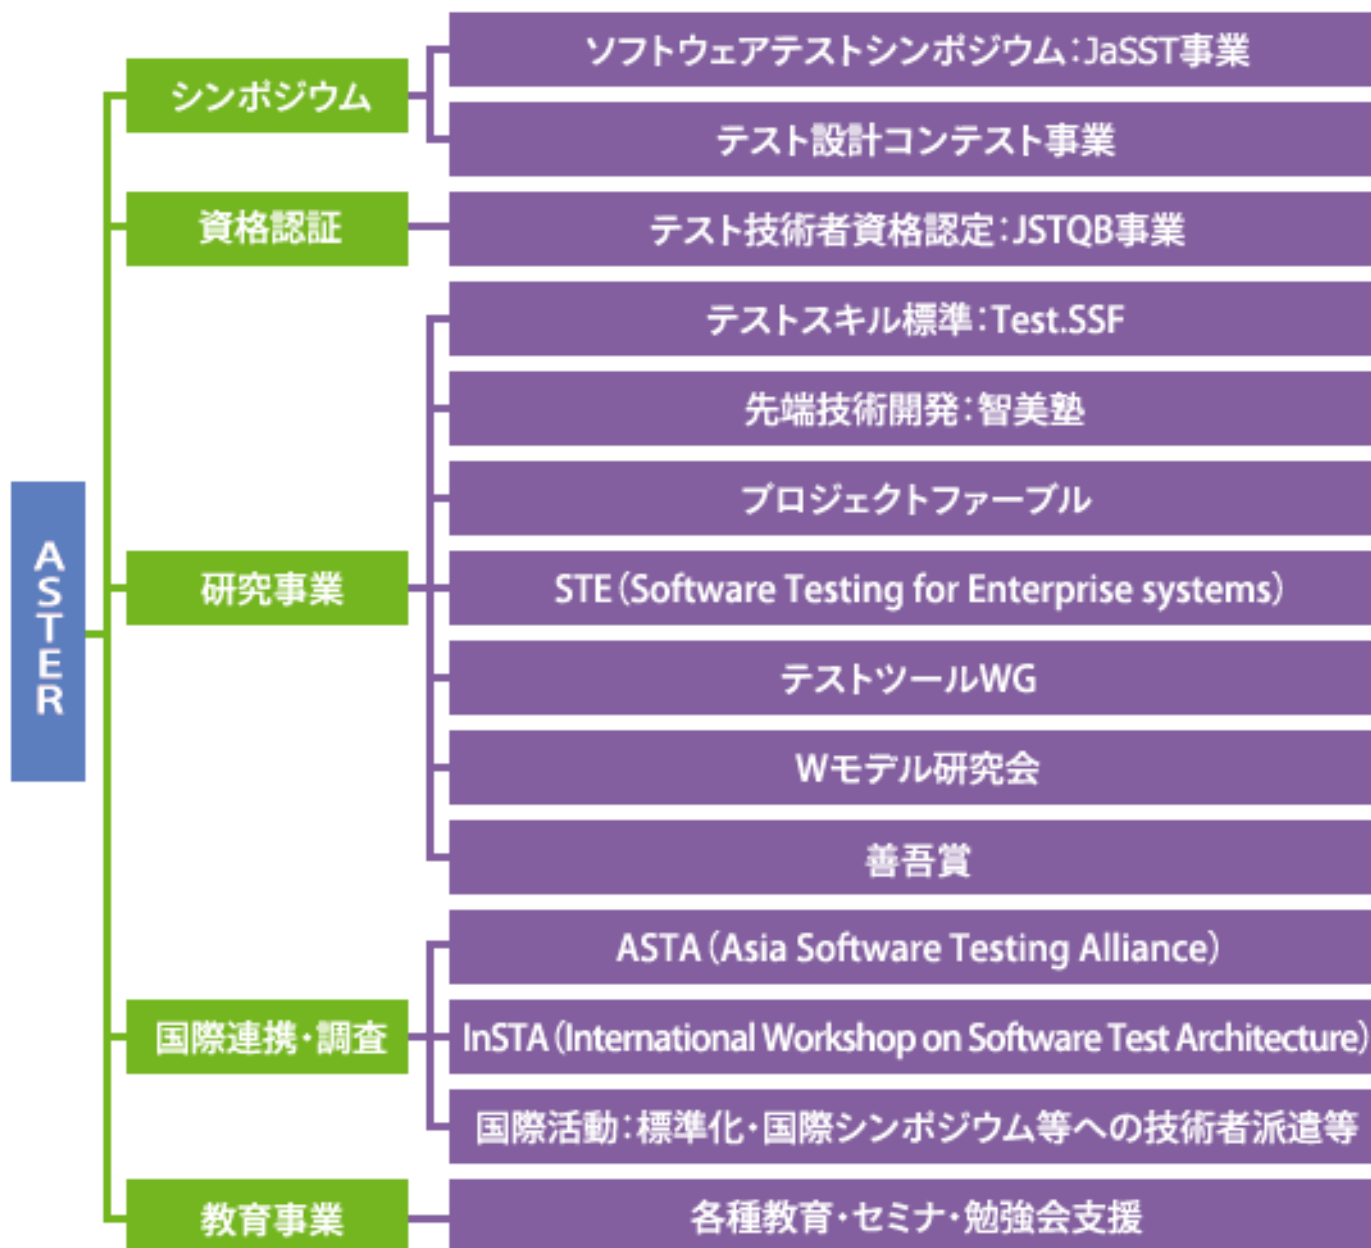 ASTER
シンポジウム
ソフトウェアテストシンポジウム：JaSST事業
テスト設計コンテスト事業
資格認証
テスト技術者資格認定：JSTQB事業
研究事業
テストスキル標準：Test.SSF
先端技術開発：智美塾
プロジェクトファーブル
STE（Software Testing for Enterprise systems）
テストツールWG
Wモデル研究会
善吾賞
国際連携・調査
ASTA（Asia Software Testing Alliance）
InSTA（International Workshop on Software Test Architecture）
国際活動：標準化・国際シンポジウム等への技術者派遣等
教育事業
各種教育・セミナ・勉強会支援